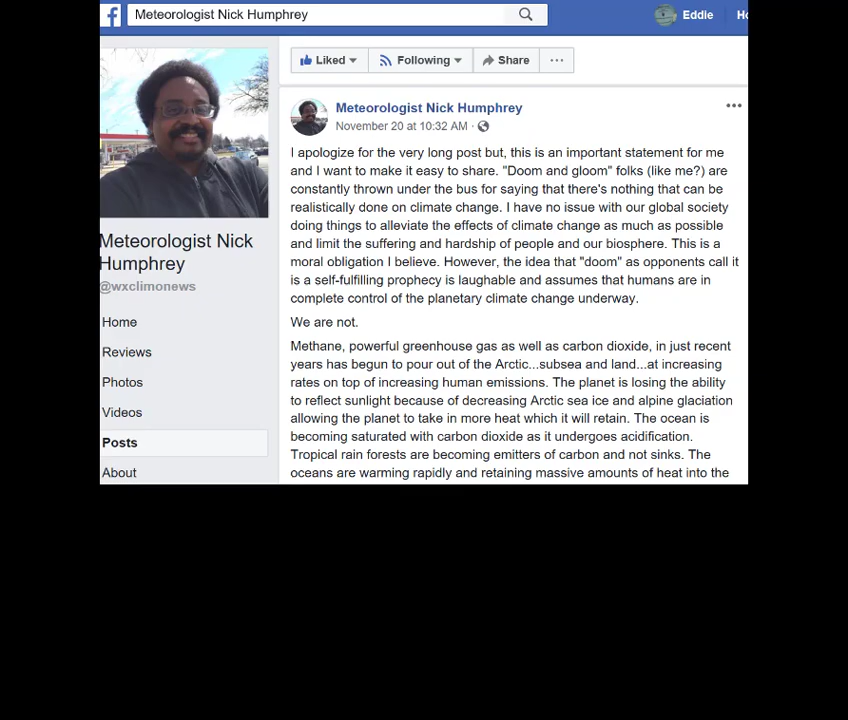 Meteorologist Nick Humphrey
Eddie
Liked
Following
Share
Meteorologist Nick Humphrey
@wxclimonews
Home
Reviews
Photos
Videos
Posts
About
Meteorologist Nick Humphrey
November 20 at 10:32 AM ·
I apologize for the very long post but, this is an important statement for me
and I want to make it easy to share. "Doom and gloom" folks (like me?) are
constantly thrown under the bus for saying that there's nothing that can be
realistically done on climate change. I have no issue with our global society
doing things to alleviate the effects of climate change as much as possible
and limit the suffering and hardship of people and our biosphere. This is a
moral obligation I believe. However, the idea that "doom" as opponents call it
is a self-fulfilling prophecy is laughable and assumes that humans are in
complete control of the planetary climate change underway.
We are not.
Methane, powerful greenhouse gas as well as carbon dioxide, in just recent
years has begun to pour out of the Arctic...subsea and land...at increasing
rates on top of increasing human emissions. The planet is losing the ability
to reflect sunlight because of decreasing Arctic sea ice and alpine glaciation
allowing the planet to take in more heat which it will retain. The ocean is
becoming saturated with carbon dioxide as it undergoes acidification.
Tropical rain forests are becoming emitters of carbon and not sinks. The
oceans are warming rapidly and retaining massive amounts of heat into the